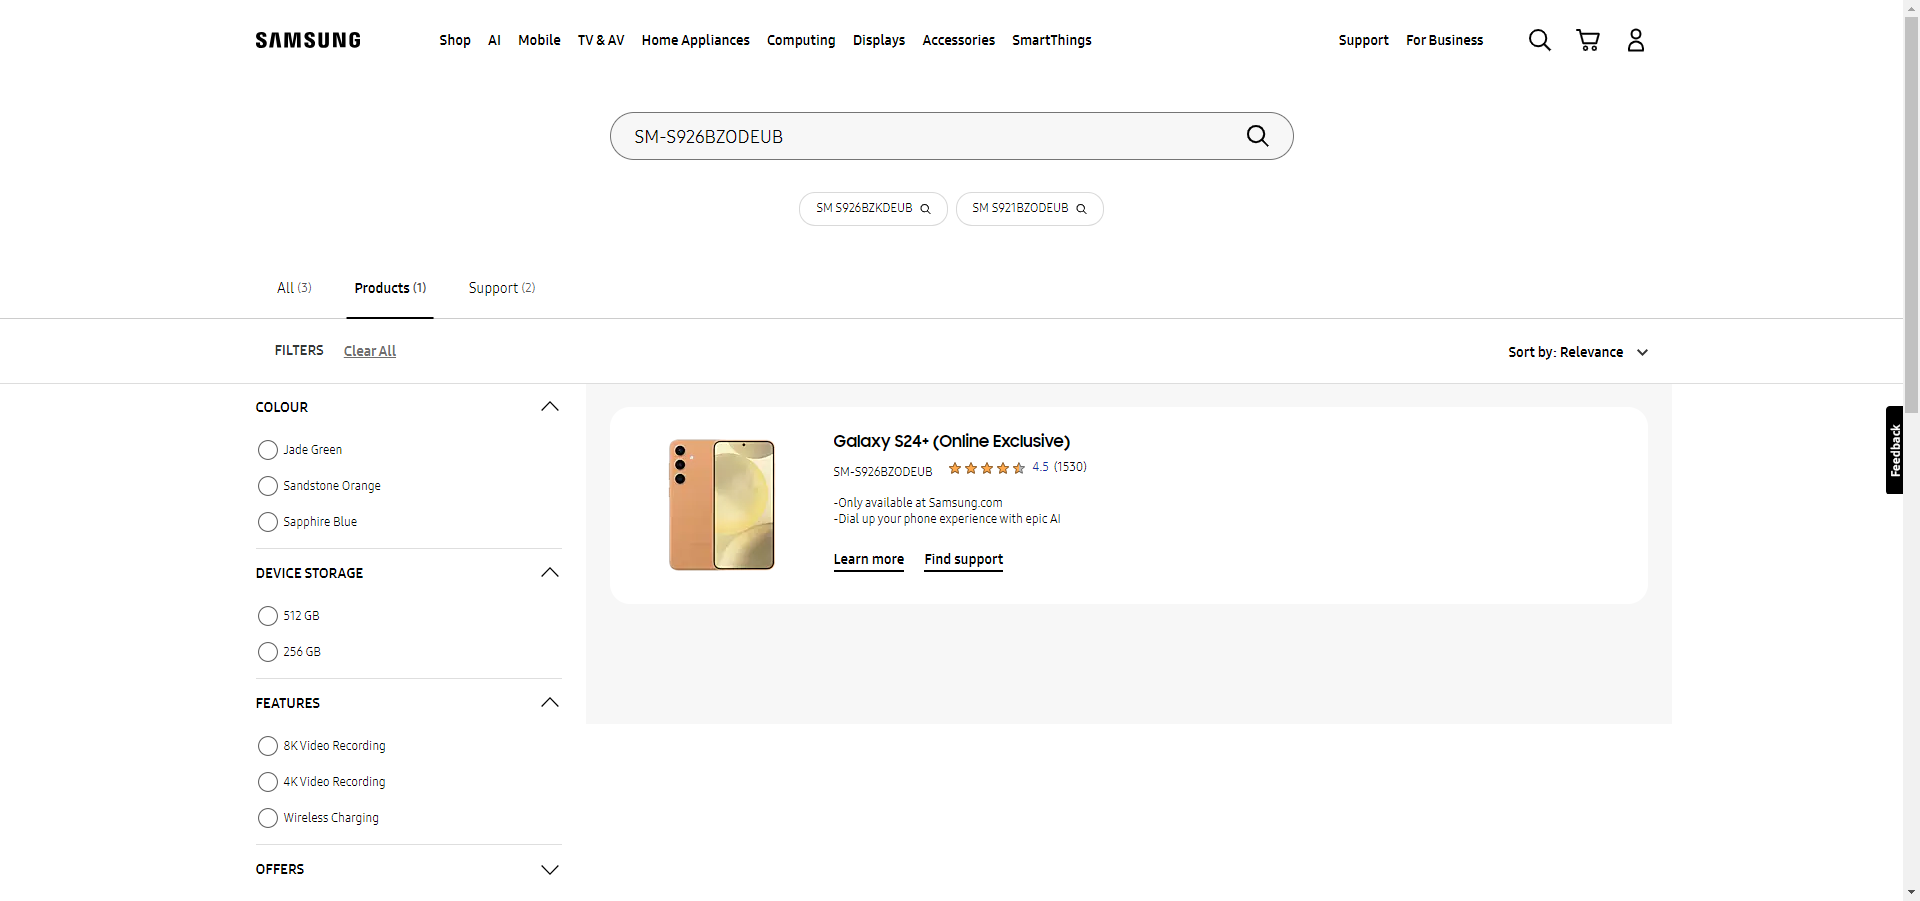 SAMSUNG
Shop AI Mobile TV & AV Home Appliances Computing Displays Accessories SmartThings Support For Business
SM-S926BZODEUB
SM S926BZKDEUB SM S921BZODEUB
All (3) Products (1) Support (2)
FILTERS Clear All Sort by: Relevance
COLOUR
Jade Green
Sandstone Orange
Sapphire Blue
DEVICE STORAGE
512 GB
256 GB
FEATURES
8K Video Recording
4K Video Recording
Wireless Charging
OFFERS
Galaxy S24+ (Online Exclusive)
SM-S926BZODEUB 4.5 (1530)
-Only available at Samsung.com
-Dial up your phone experience with epic AI
Learn more Find support
Feedback